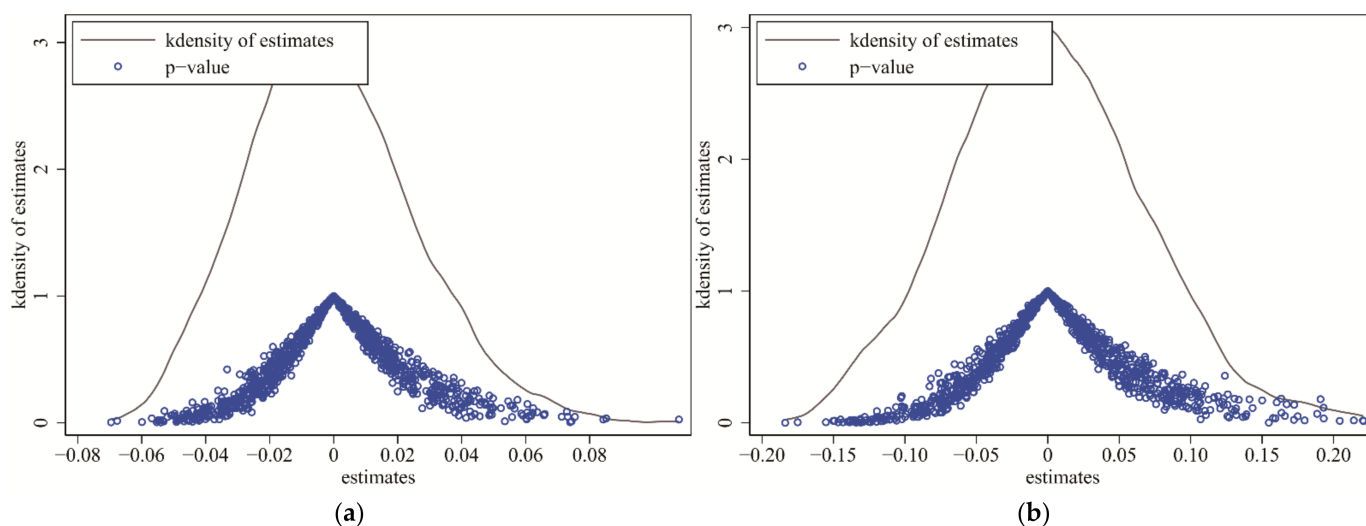 kdensity of estimates
p−value
kdensity of estimates
3
2
1
0
−0.08 −0.06 −0.04 −0.02 0 0.02 0.04 0.06 0.08
estimates
(a)
kdensity of estimates
p−value
kdensity of estimates
3
2
1
0
−0.20 −0.15 −0.10 −0.05 0 0.05 0.10 0.15 0.20
estimates
(b)